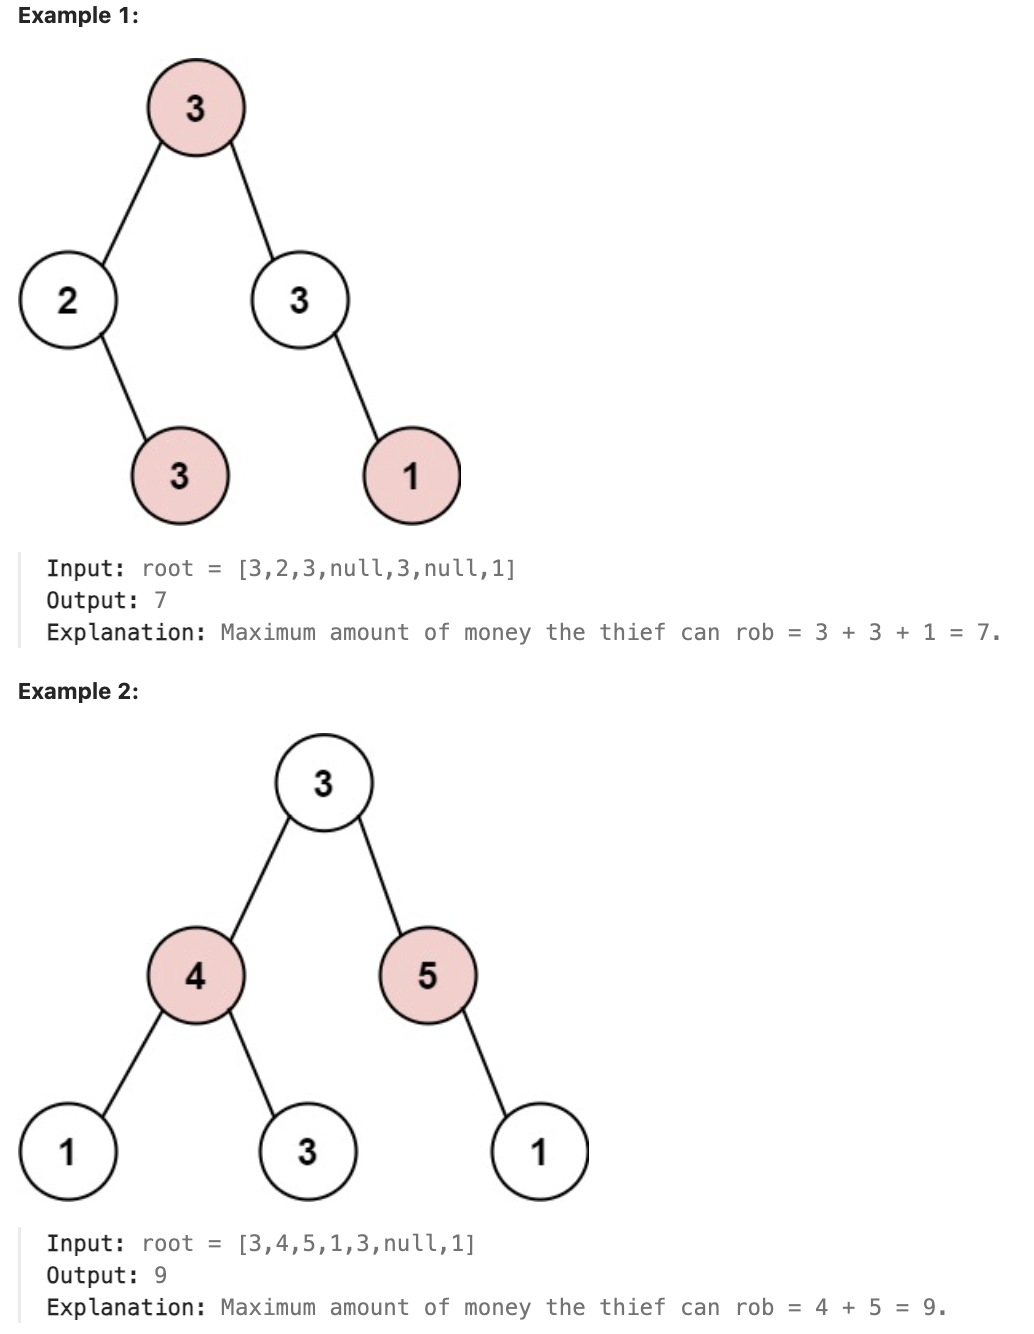 Example 1:
3
2 3
3 1
Input: root = [3,2,3,null,3,null,1]
Output: 7
Explanation: Maximum amount of money the thief can rob = 3 + 3 + 1 = 7.
Example 2:
3
4 5
1 3 1
Input: root = [3,4,5,1,3,null,1]
Output: 9
Explanation: Maximum amount of money the thief can rob = 4 + 5 = 9.